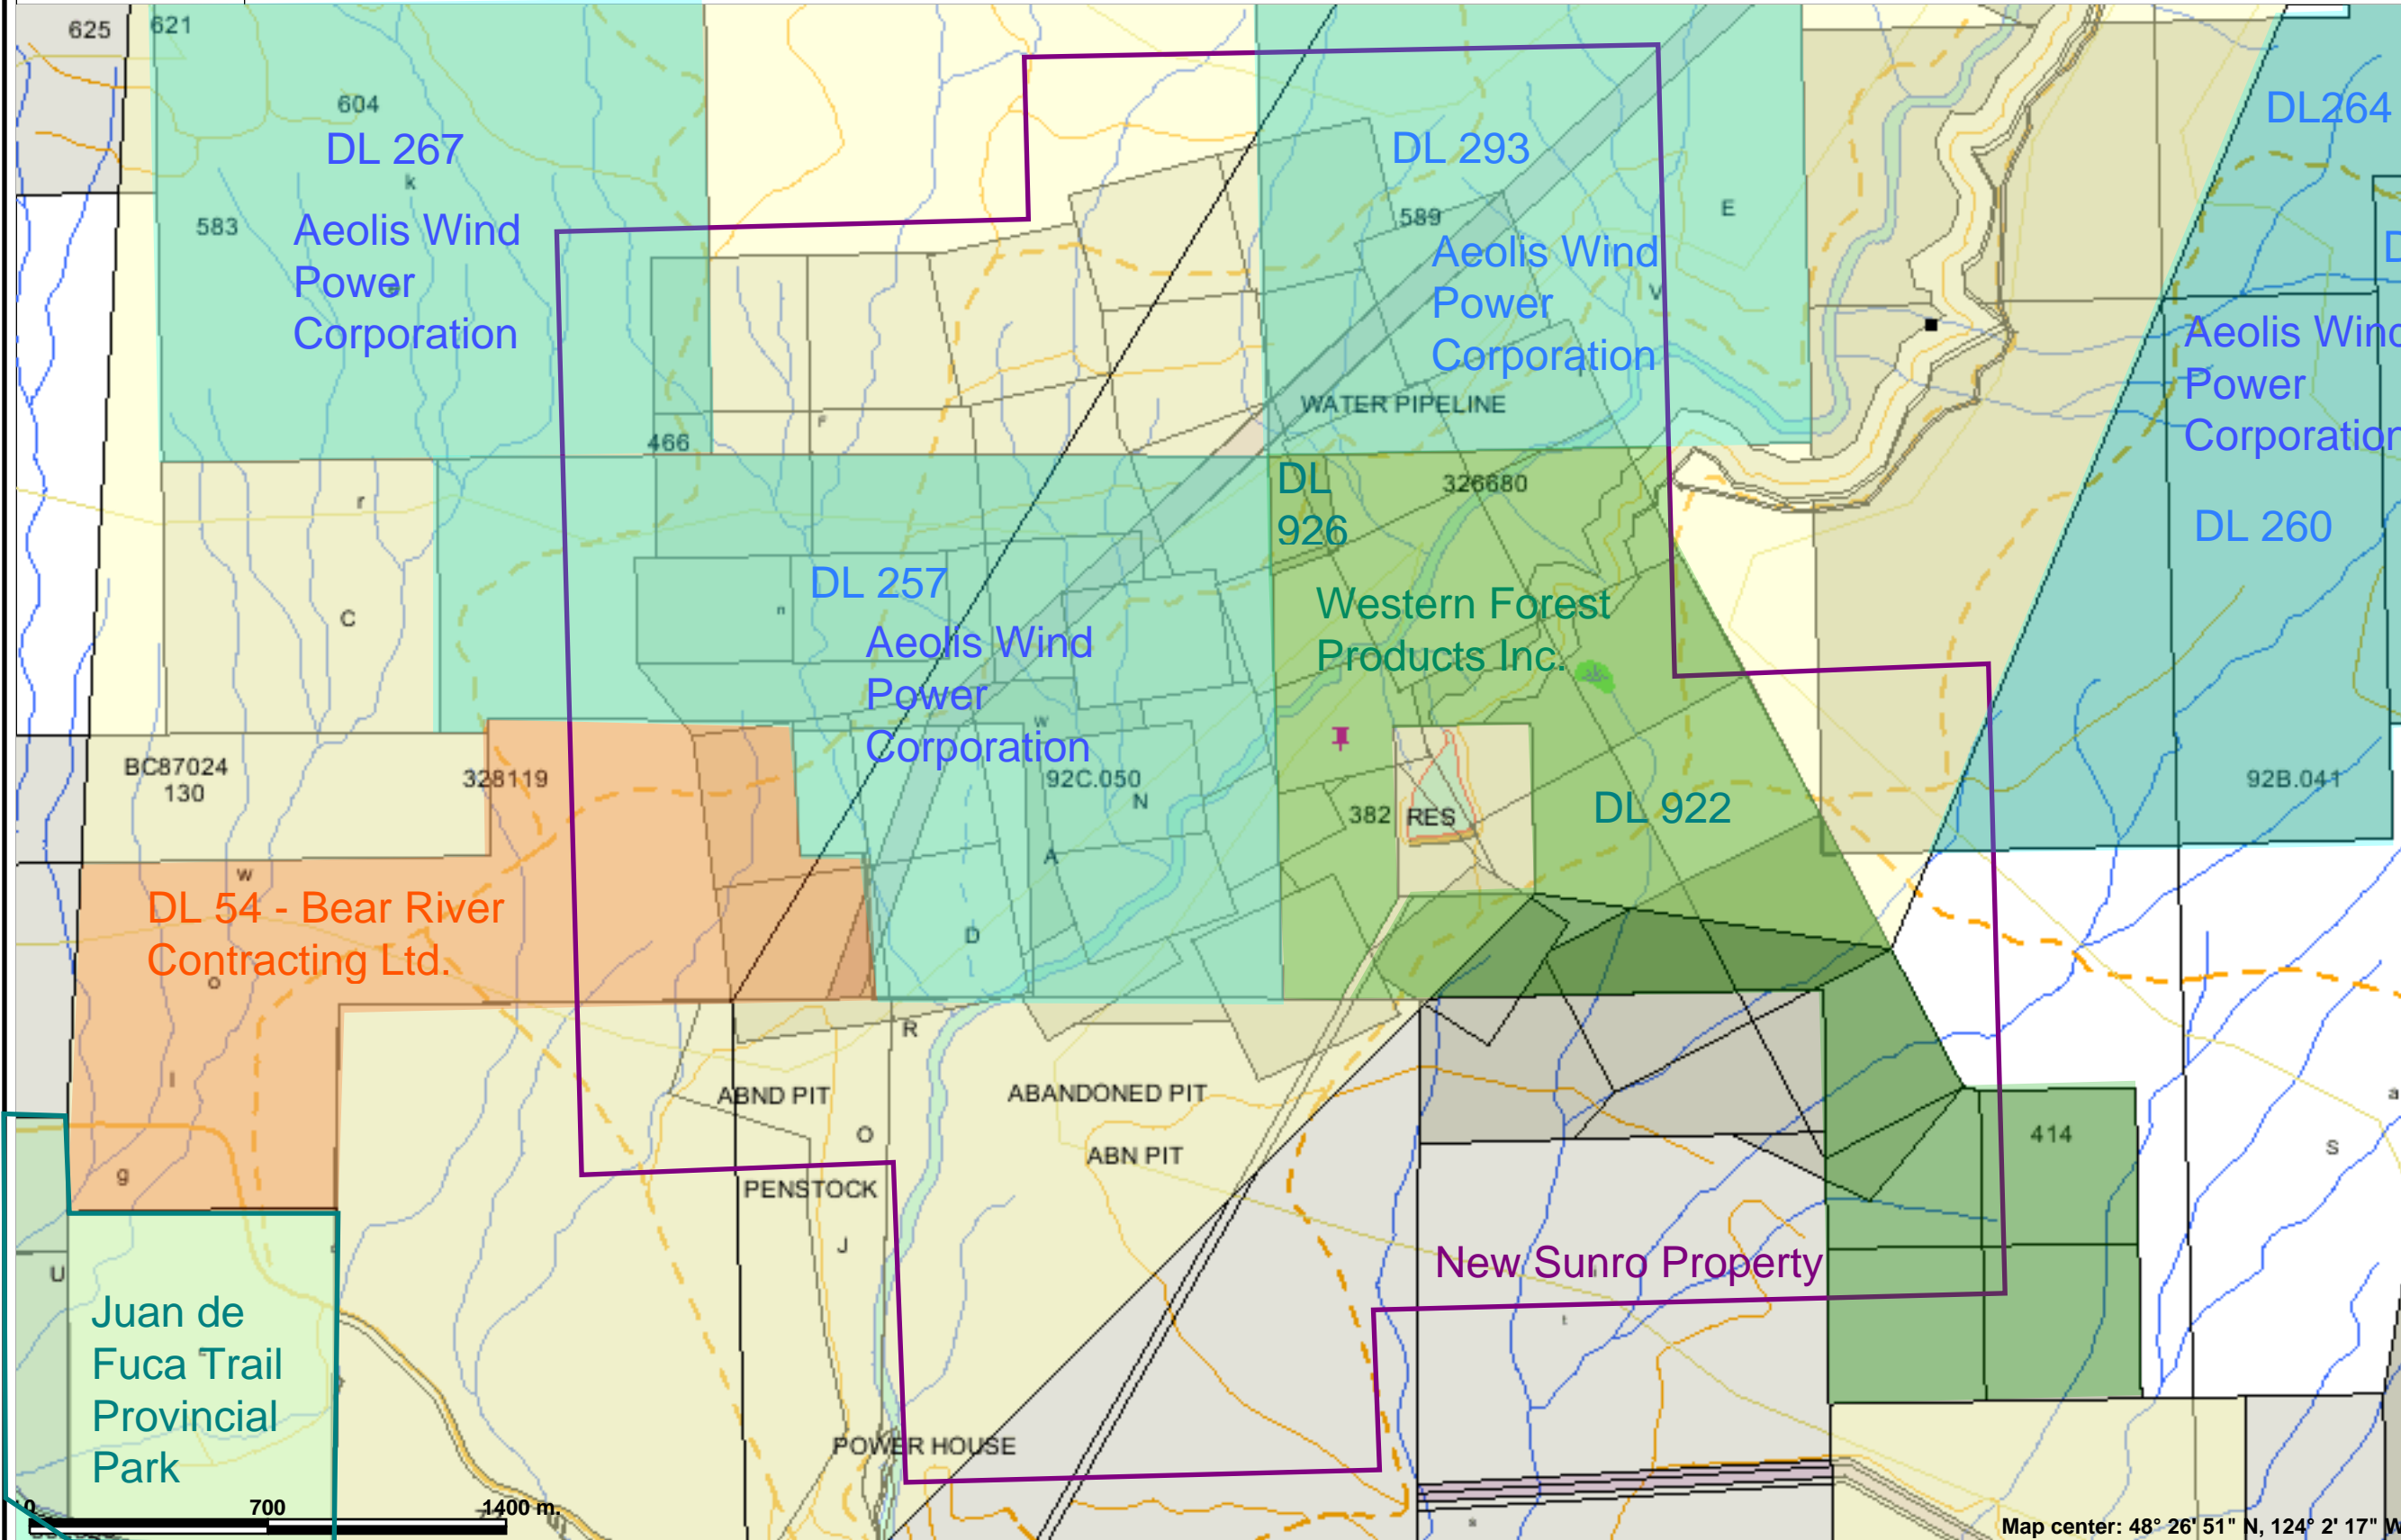 625
621
604
DL 267
k
583
Aeolis Wind
Power
Corporation
DL 293
589
E
Aeolis Wind
Power
Corporation
V
DL264
Aeolis Wind
Power
Corporation
DL 260
WATER PIPELINE
466
F
r
C
DL
926
326680
DL 257
n
Aeolis Wind
Power
Corporation
w
92C.050
N
A
D
Western Forest
Products Inc.
382
RES
DL 922
92B.041
BC87024
130
328119
w
DL 54 - Bear River
Contracting Ltd.
o
l
g
R
ABND PIT
ABANDONED PIT
O
ABN PIT
PENSTOCK
J
414
a
S
New Sunro Property
t
U
Juan de
Fuca Trail
Provincial
Park
POWER HOUSE
s
0 700 1400 m.
Map center: 48° 26' 51" N, 124° 2' 17" W